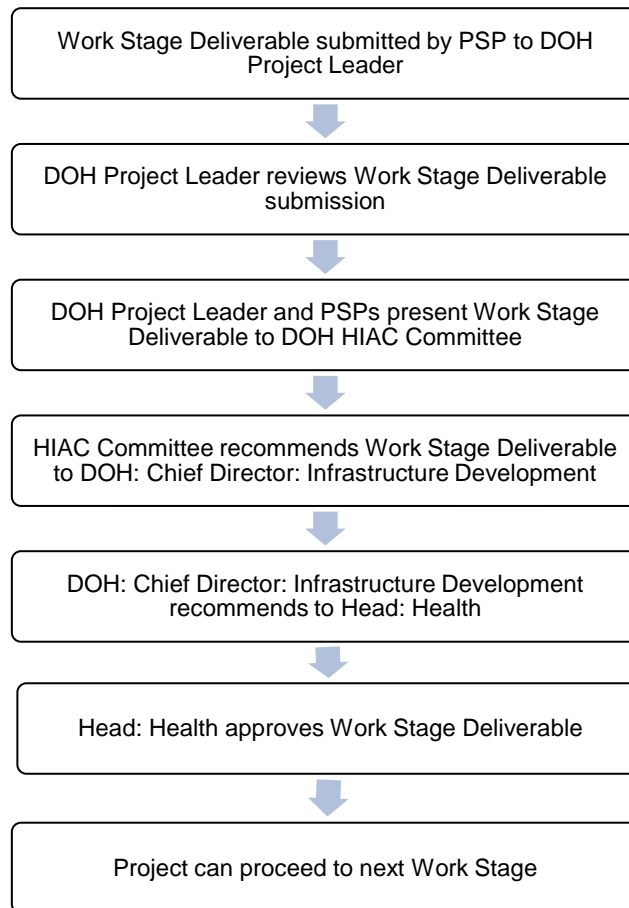 Work Stage Deliverable submitted by PSP to DOH
Project Leader
DOH Project Leader reviews Work Stage Deliverable
submission
DOH Project Leader and PSPs present Work Stage
Deliverable to DOH HIAC Committee
HIAC Committee recommends Work Stage Deliverable
to DOH: Chief Director: Infrastructure Development
DOH: Chief Director: Infrastructure Development
recommends to Head: Health
Head: Health approves Work Stage Deliverable
Project can proceed to next Work Stage